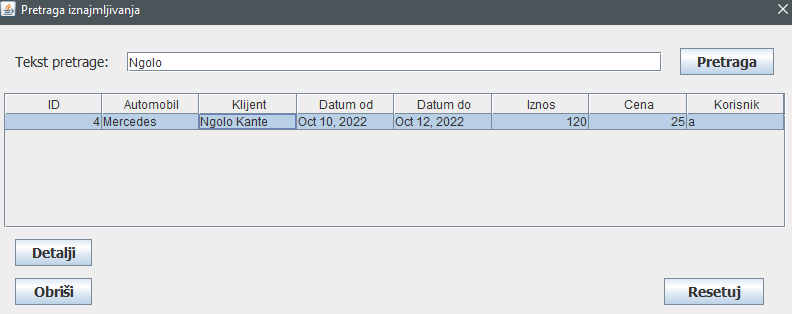 Pretraga iznajmljivanja
Tekst pretrage: Ngolo Pretraga
ID Automobil Klijent Datum od Datum do Iznos Cena Korisnik
4 Mercedes Ngolo Kante Oct 10, 2022 Oct 12, 2022 120 25 a
Detalji
Obriši Resetuj